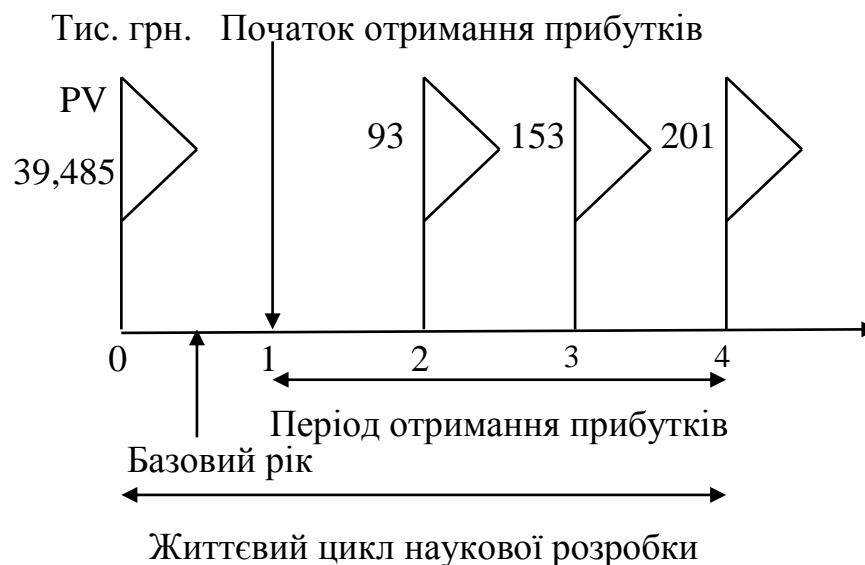 Тис. грн. Початок отримання прибутків
PV
39,485
93 153 201
0 1 2 3 4
Період отримання прибутків
Базовий рік
Життєвий цикл наукової розробки